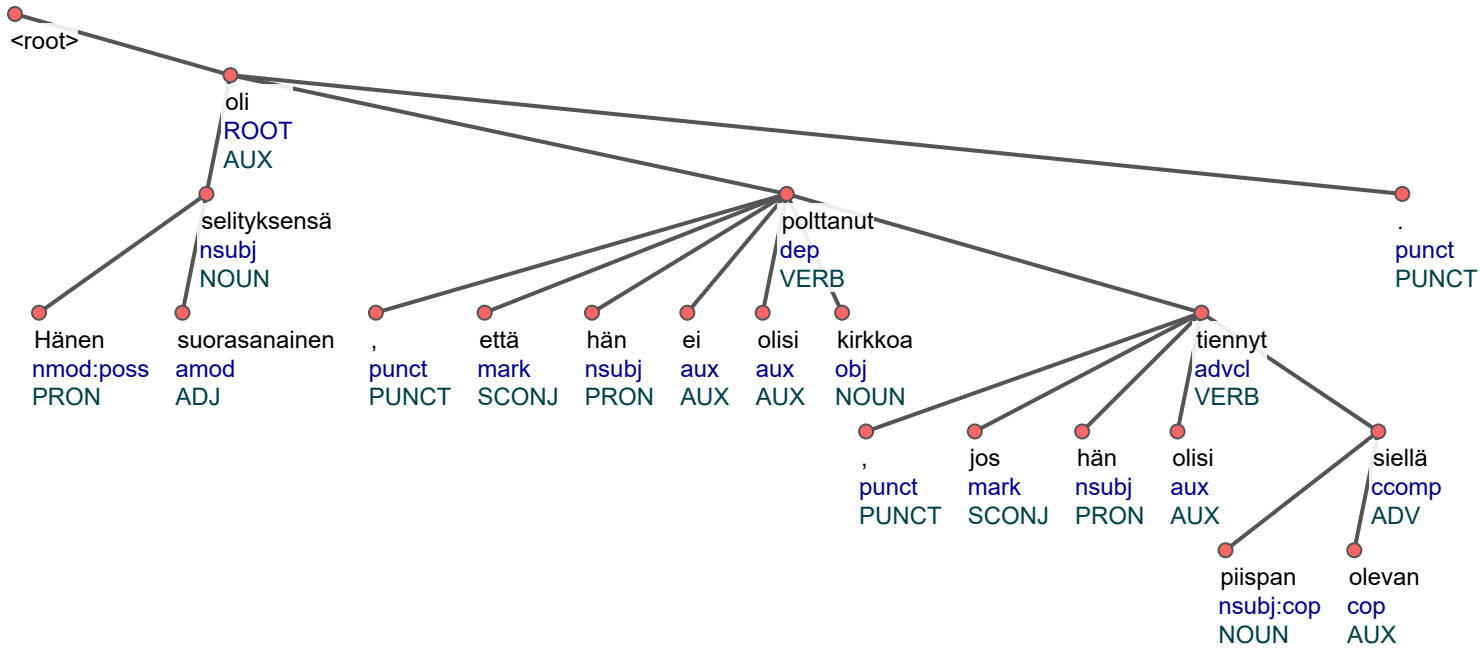 <root>
oli
ROOT
AUX
selityksensä
nsubj
NOUN
polttanut
dep
VERB
.
punct
PUNCT
Hänen
nmod:poss
PRON
suorasanainen
amod
ADJ
,
punct
PUNCT
että
mark
SCONJ
hän
nsubj
PRON
ei
aux
AUX
olisi
aux
AUX
kirkkoa
obj
NOUN
tiennyt
advcl
VERB
,
punct
PUNCT
jos
mark
SCONJ
hän
nsubj
PRON
olisi
aux
AUX
siellä
ccomp
ADV
piispan
nsubj:cop
NOUN
olevan
cop
AUX